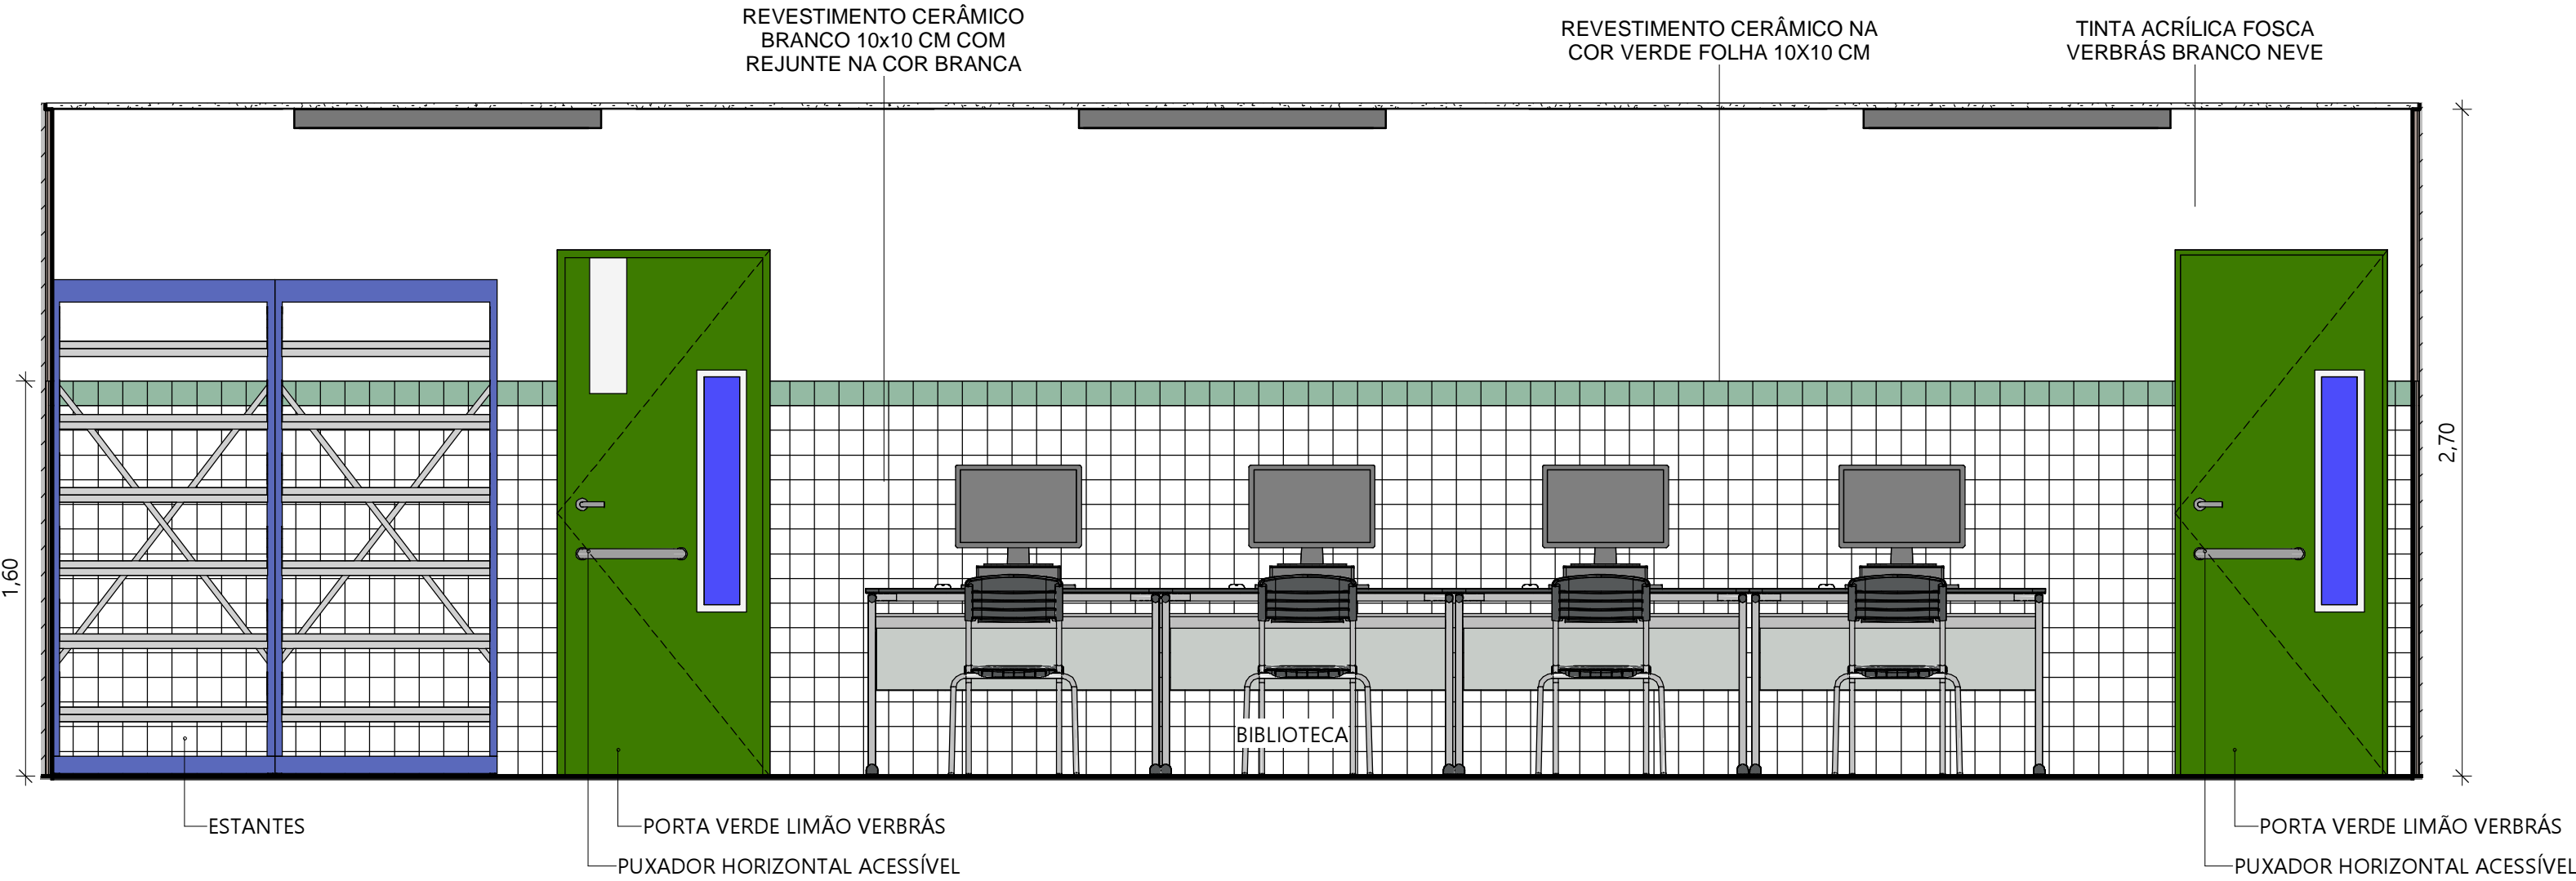 REVESTIMENTO CERÂMICO
BRANCO 10x10 CM COM
REJUNTE NA COR BRANCA
REVESTIMENTO CERÂMICO NA
COR VERDE FOLHA 10X10 CM
TINTA ACRÍLICA FOSCA
VERBRÁS BRANCO NEVE
1,60
2,70
BIBLIOTECA
ESTANTES
PORTA VERDE LIMÃO VERBRÁS
PUXADOR HORIZONTAL ACESSÍVEL
PORTA VERDE LIMÃO VERBRÁS
PUXADOR HORIZONTAL ACESSÍVEL